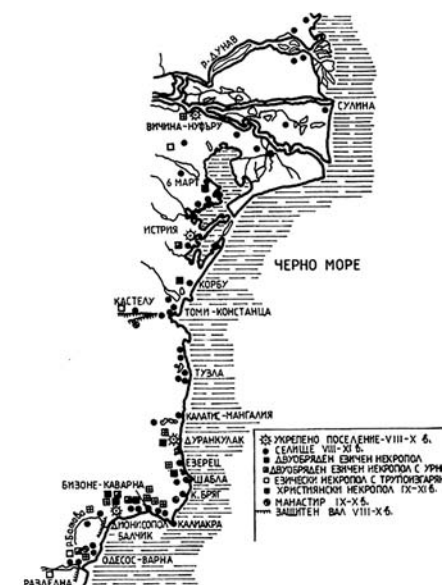 р. ДУНАВ
СУЛИНА
ВИЧИНА-НУФЪРУ
6 МАРТ
ИСТРИЯ
ЧЕРНО МОРЕ
КОРБУ
КАСТЕЛУ
ТОМИ-КОНСТАНЦА
ТУЗЛА
КАЛАТИС-МАНГАЛИЯ
ДУРАНКУЛАК
ЕЗЕРЕЦ
БИЗОНЕ-КАВАРНА
ШАБЛА
К. БРЯГ
р. Батова
КАЛИАКРА
ДИОНИСОПОЛ
БАЛЧИК
ОДЕСОС-ВАРНА
РАЗДЕЛНА
УКРЕПЕНО ПОСЕЛЕНИЕ-VIII-X в.
СЕЛИЩЕ VIII-XI в.
ДВУОБРЯДЕН ЕЗИЧЕН НЕКРОПОЛ
ДВУОБРЯДЕН ЕЗИЧЕН НЕКРОПОЛ С УРН
ЕЗИЧЕСКИ НЕКРОПОЛ С ТРУПОИЗГАРЯН
ХРИСТИЯНСКИ НЕКРОПОЛ IX-XI в.
МАНАСТИР IX-X в.
ЗАЩИТЕН ВАЛ VIII-X в.